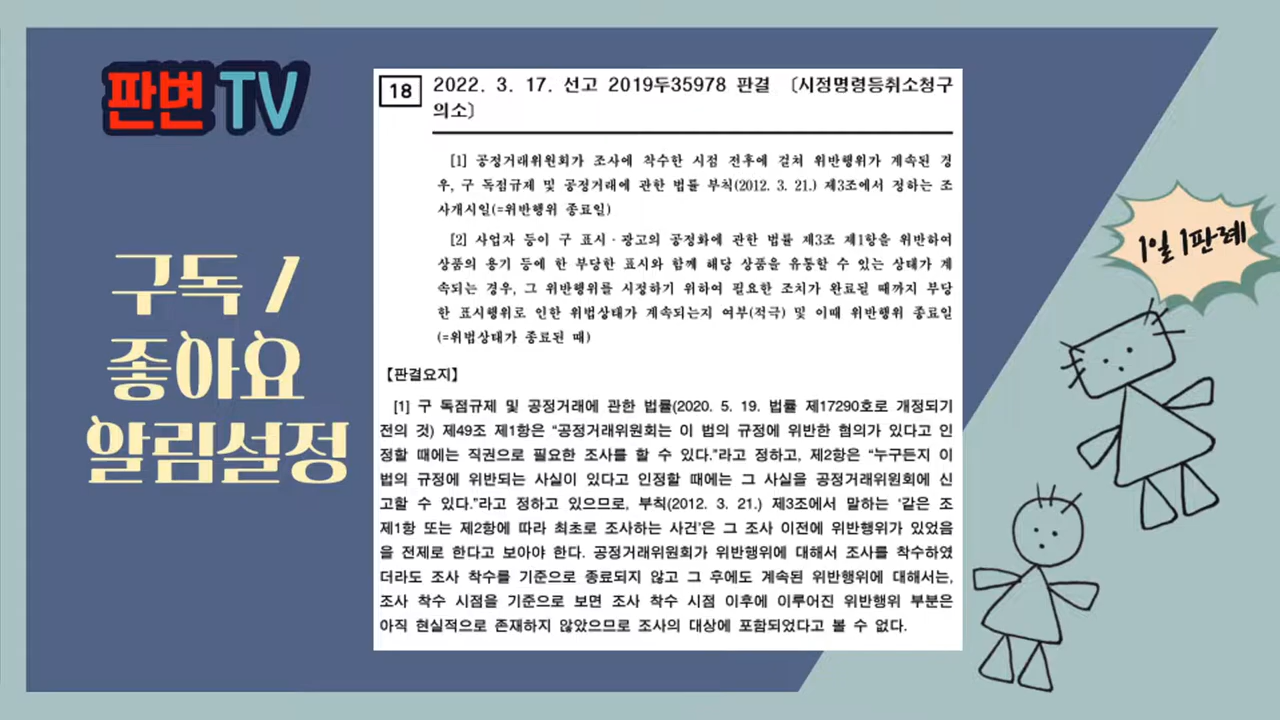 판변 TV
구독 /
좋아요
알림설정
18 2022. 3. 17. 선고 2019두35978 판결 〔시정명령등취소청구
의소〕
[1] 공정거래위원회가 조사에 착수한 시점 전후에 걸쳐 위반행위가 계속된 경
우, 구 독점규제 및 공정거래에 관한 법률 부칙(2012. 3. 21.) 제3조에서 정하는 조
사개시일(=위반행위 종료일)
[2] 사업자 등이 구 표시·광고의 공정화에 관한 법률 제3조 제1항을 위반하여
상품의 용기 등에 한 부당한 표시와 함께 해당 상품을 유통할 수 있는 상태가 계
속되는 경우, 그 위반행위를 시정하기 위하여 필요한 조치가 완료될 때까지 부당
한 표시행위로 인한 위법상태가 계속되는지 여부(적극) 및 이때 위반행위 종료일
(=위법상태가 종료된 때)
【판결요지】
[1] 구 독점규제 및 공정거래에 관한 법률(2020. 5. 19. 법률 제17290호로 개정되기
전의 것) 제49조 제1항은 “공정거래위원회는 이 법의 규정에 위반한 혐의가 있다고 인
정할 때에는 직권으로 필요한 조사를 할 수 있다.”라고 정하고, 제2항은 “누구든지 이
법의 규정에 위반되는 사실이 있다고 인정할 때에는 그 사실을 공정거래위원회에 신
고할 수 있다.”라고 정하고 있으므로, 부칙(2012. 3. 21.) 제3조에서 말하는 ‘같은 조
제1항 또는 제2항에 따라 최초로 조사하는 사건’은 그 조사 이전에 위반행위가 있었음
을 전제로 한다고 보아야 한다. 공정거래위원회가 위반행위에 대해서 조사를 착수하였
더라도 조사 착수를 기준으로 종료되지 않고 그 후에도 계속된 위반행위에 대해서는,
조사 착수 시점을 기준으로 보면 조사 착수 시점 이후에 이루어진 위반행위 부분은
아직 현실적으로 존재하지 않았으므로 조사의 대상에 포함되었다고 볼 수 없다.
1일 1판례